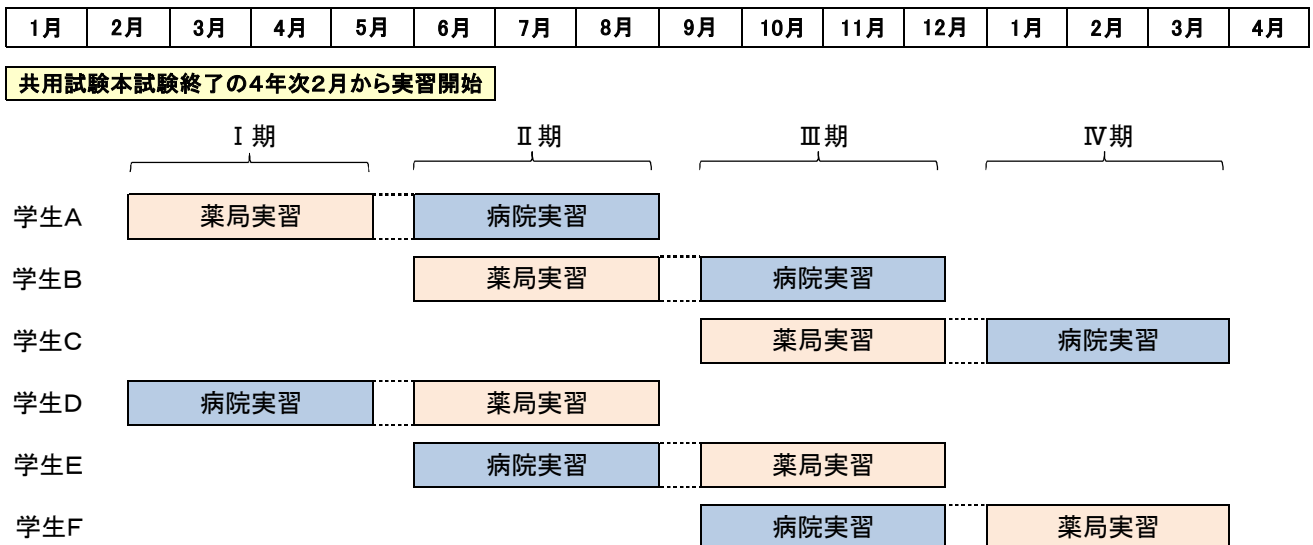 1月 2月 3月 4月 5月 6月 7月 8月 9月 10月 11月 12月 1月 2月 3月 4月
共用試験本試験終了の4年次2月から実習開始
Ⅰ期 Ⅱ期 Ⅲ期 Ⅳ期
学生A 薬局実習 病院実習
学生B 薬局実習 病院実習
学生C 薬局実習 病院実習
学生D 病院実習 薬局実習
学生E 病院実習 薬局実習
学生F 病院実習 薬局実習